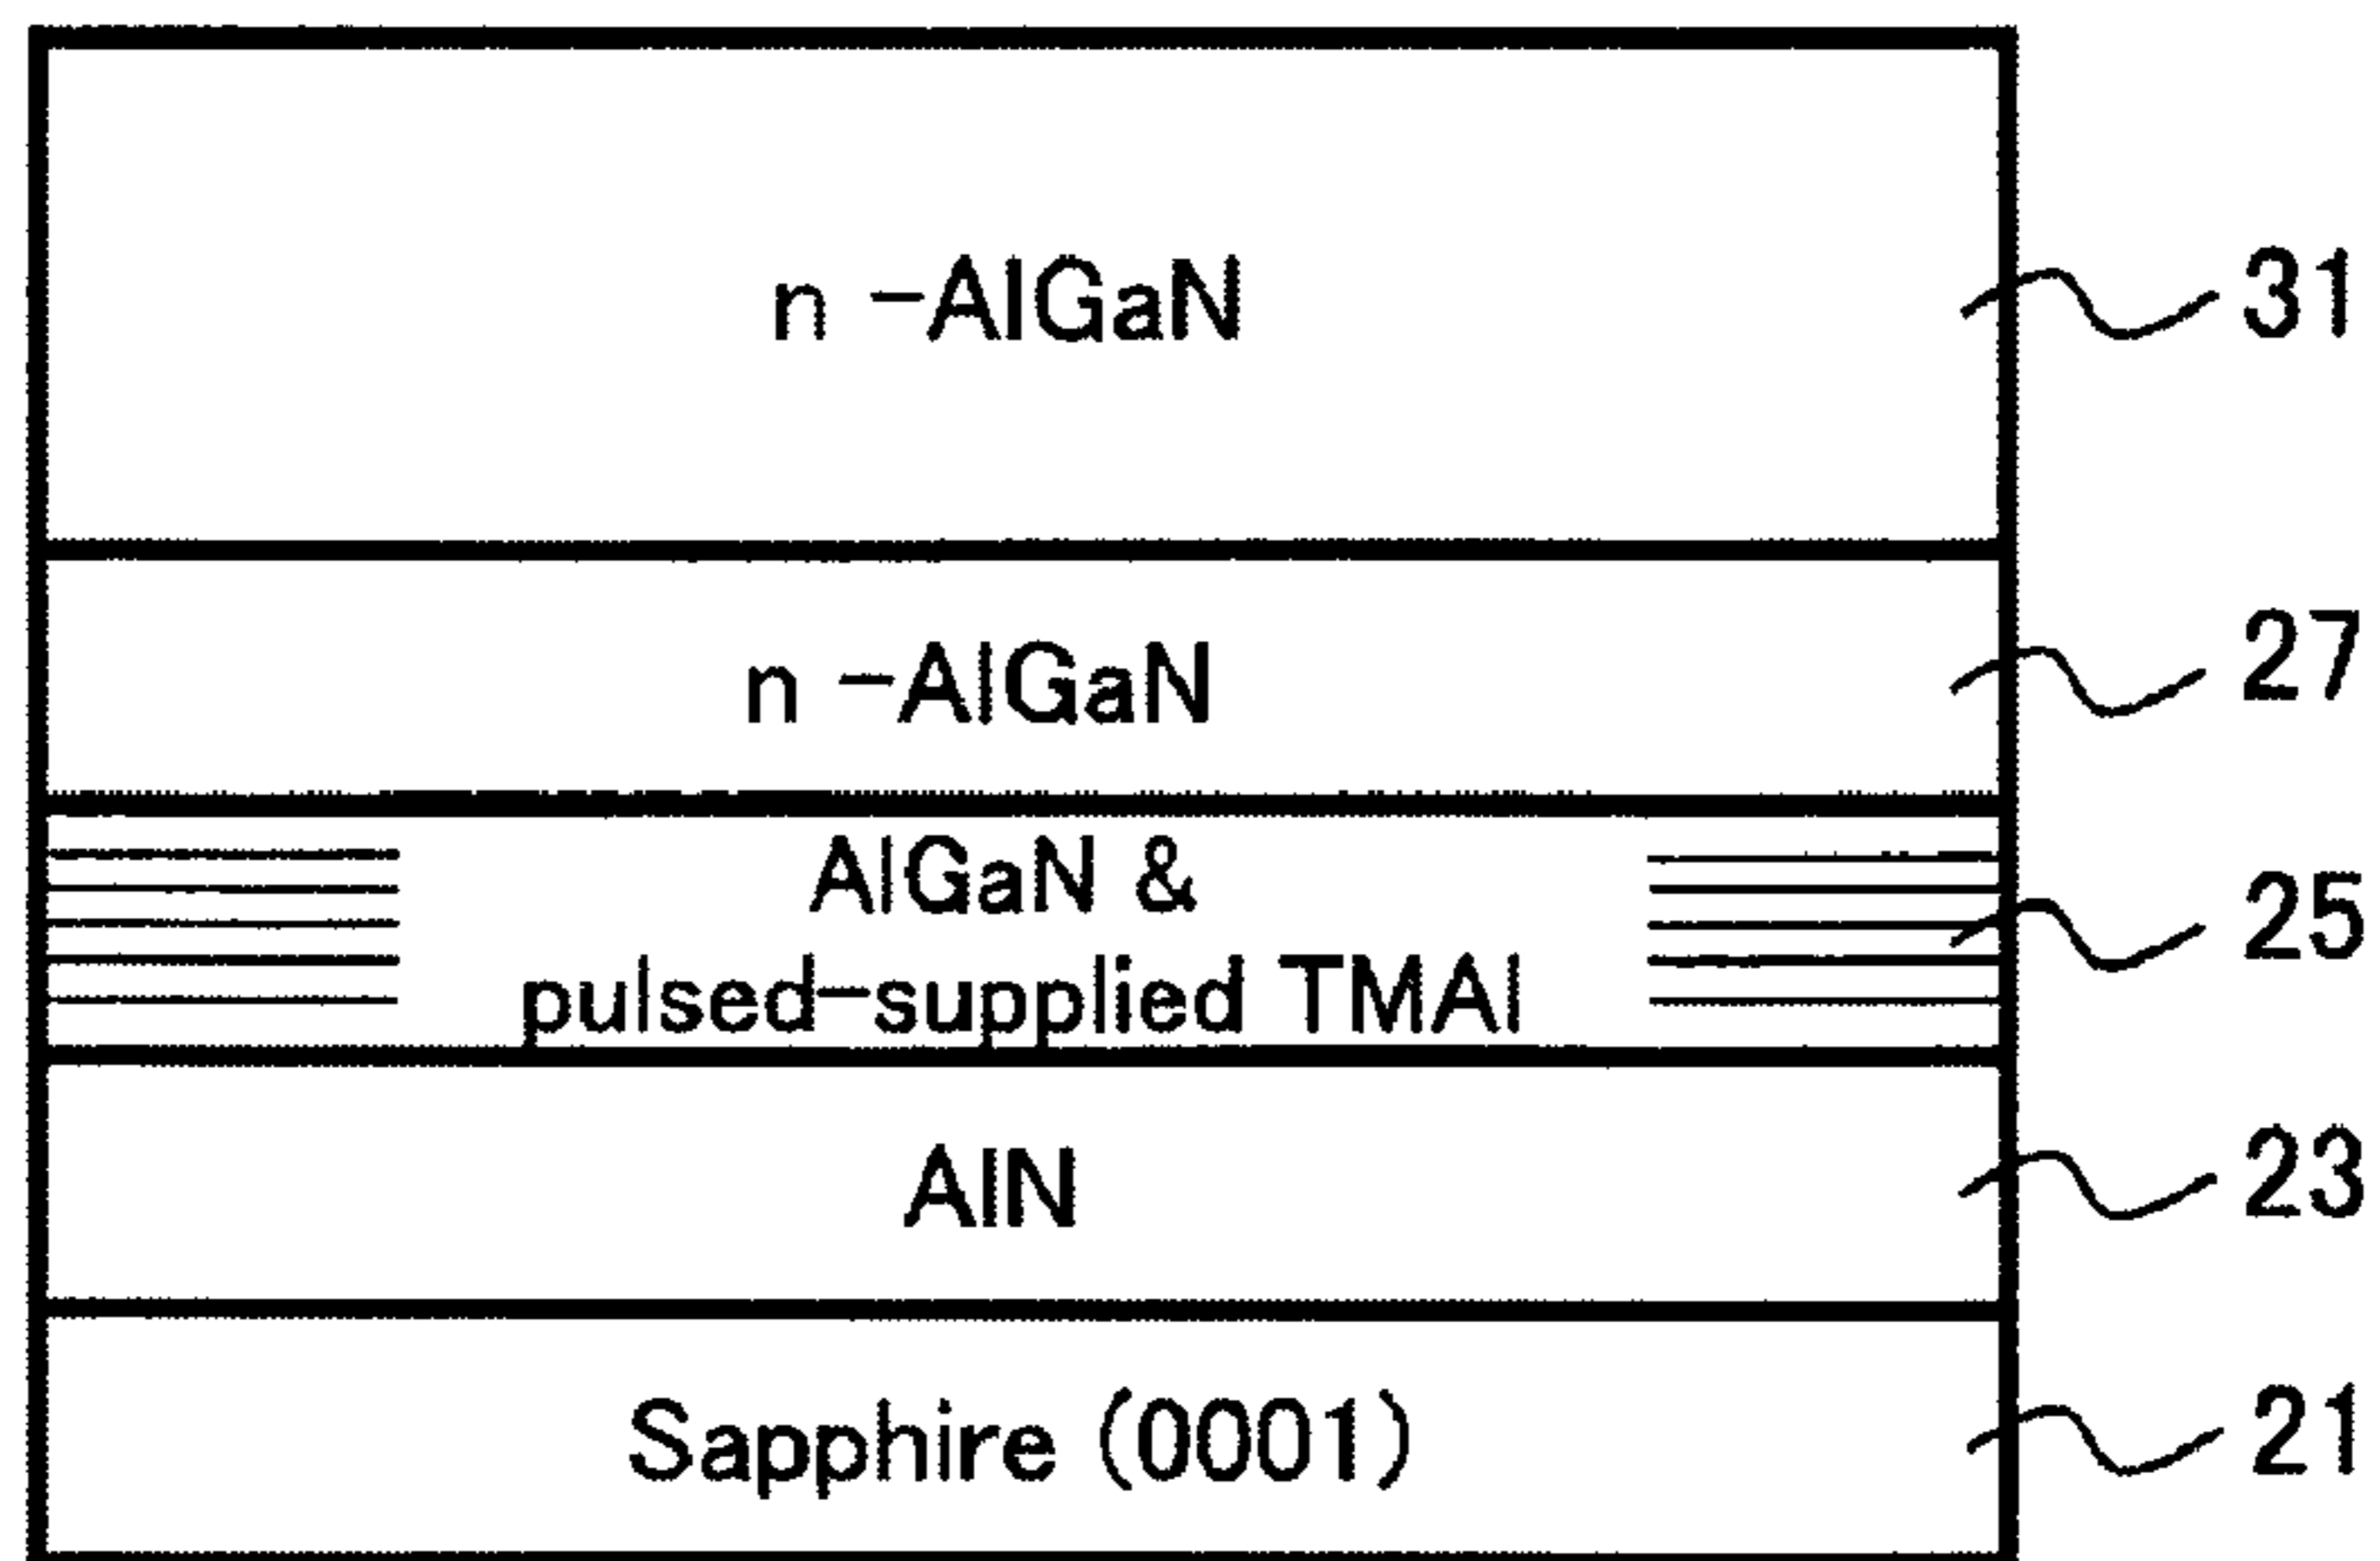 n -AlGaN
31
n -AlGaN
27
AlGaN &
pulsed-supplied TMAl
25
AlN
23
Sapphire (0001)
21